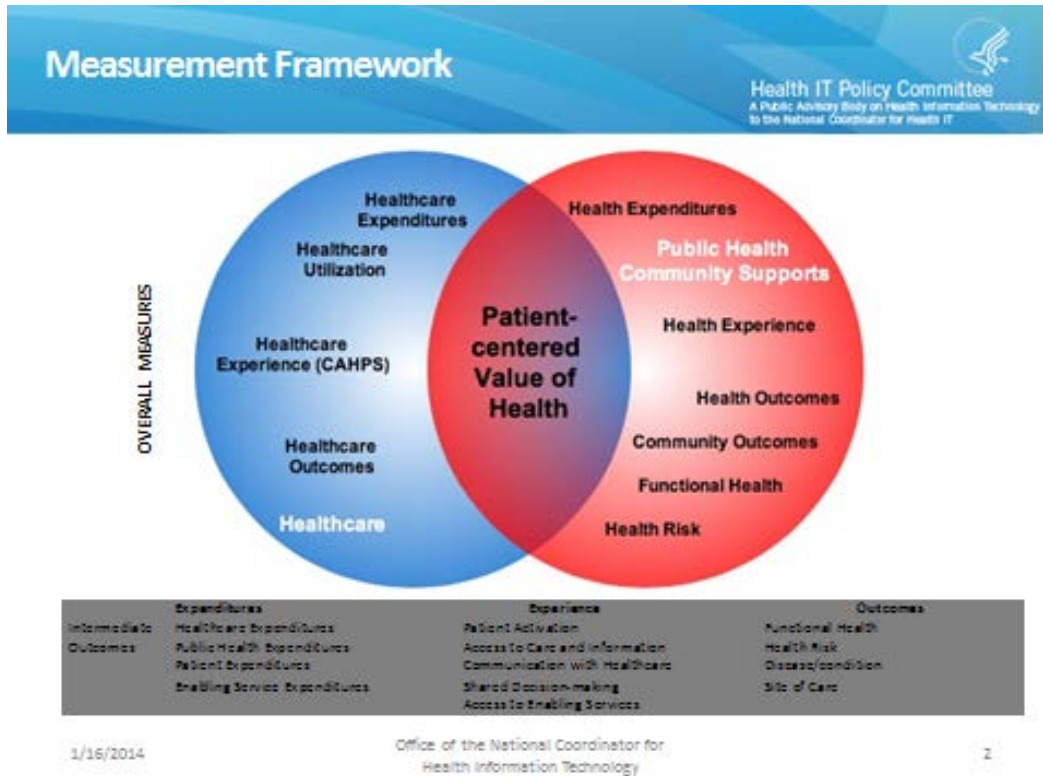 Measurement Framework
Health IT Policy Committee
A Public Advisory Body on Health Information Technology
to the National Coordinator for Health IT
OVERALL MEASURES
Healthcare
Expenditures
Healthcare
Utilization
Healthcare
Experience (CAHPS)
Healthcare
Outcomes
Healthcare
Patient-
centered
Value of
Health
Health Expenditures
Public Health
Community Supports
Health Experience
Health Outcomes
Community Outcomes
Functional Health
Health Risk
Expenditures Experience Outcomes
Intermediate Healthcare Expenditures Patient Activation Functional Health
Outcomes Public Health Expenditures Access to Care and Information Health Risk
Patient Expenditures Communication with Healthcare Disease/condition
Enabling Service Expenditures Shared Decision-making Site of Care
Access to Enabling Services
1/16/2014
Office of the National Coordinator for
Health Information Technology
2